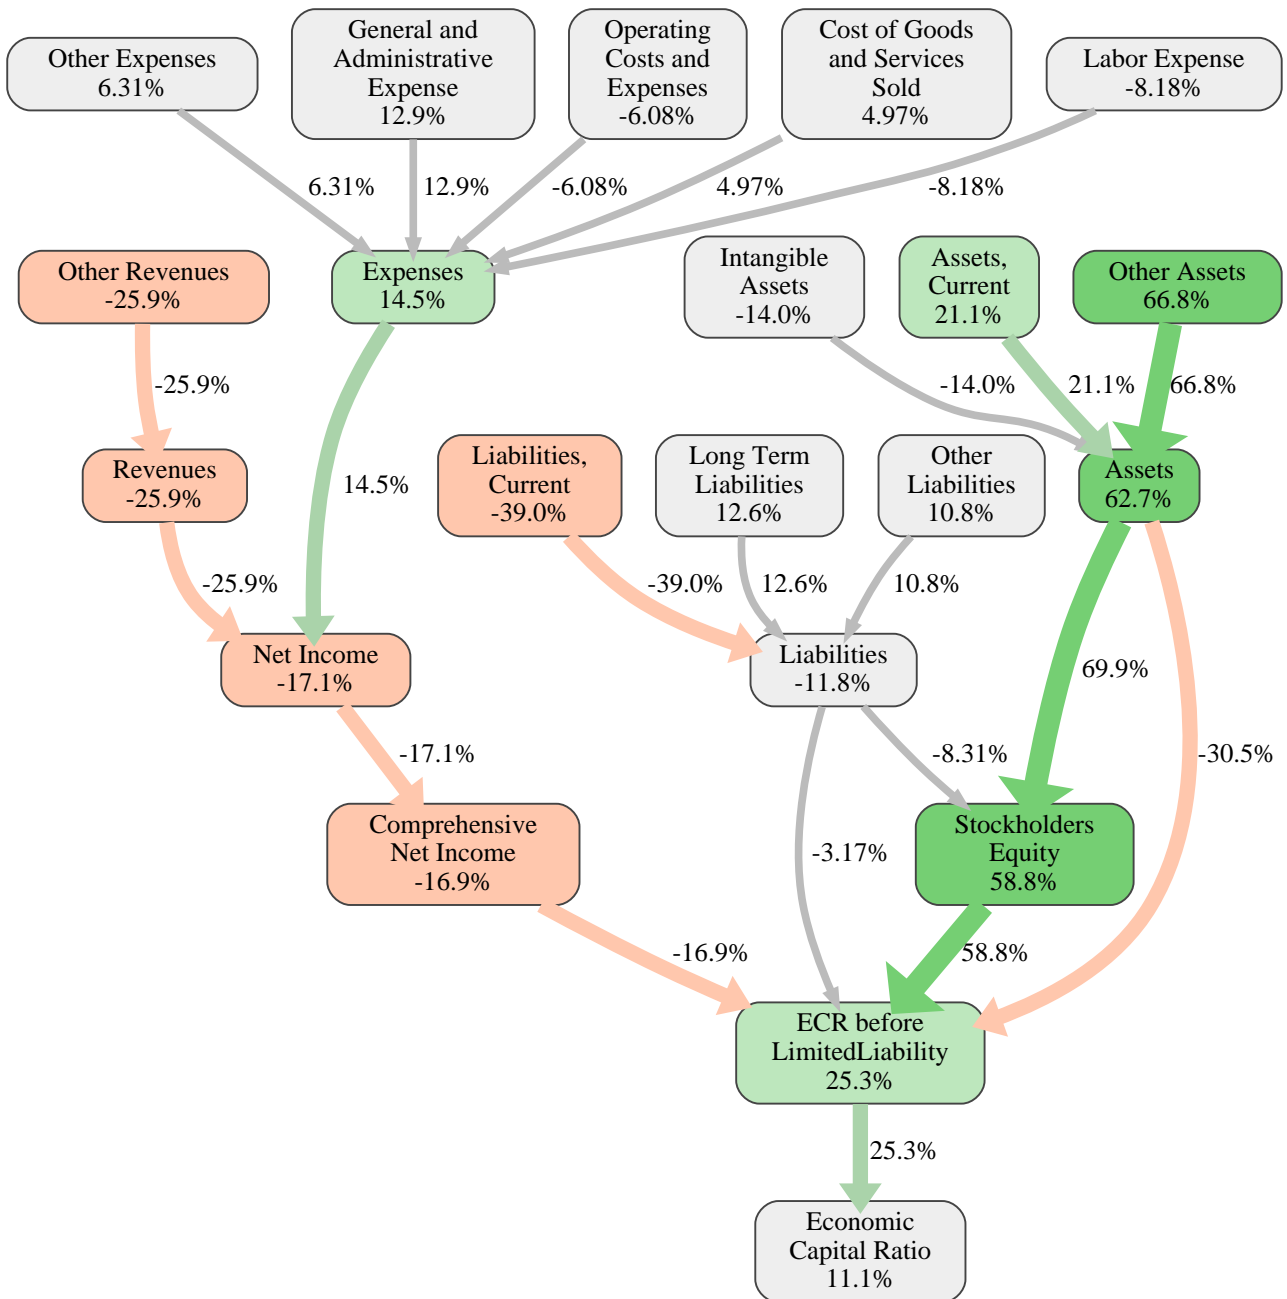 Other Expenses
6.31%
General and
Administrative
Expense
12.9%
Operating
Costs and
Expenses
-6.08%
Cost of Goods
and Services
Sold
4.97%
Labor Expense
-8.18%
6.31%
12.9%
-6.08%
4.97%
-8.18%
Other Revenues
-25.9%
Expenses
14.5%
Intangible
Assets
-14.0%
Assets,
Current
21.1%
Other Assets
66.8%
-25.9%
-14.0%
21.1%
66.8%
Revenues
-25.9%
14.5%
Liabilities,
Current
-39.0%
Long Term
Liabilities
12.6%
Other
Liabilities
10.8%
Assets
62.7%
-25.9%
-39.0%
12.6%
10.8%
Net Income
-17.1%
Liabilities
-11.8%
69.9%
-17.1%
-8.31%
-30.5%
Comprehensive
Net Income
-16.9%
-3.17%
Stockholders
Equity
58.8%
-16.9%
58.8%
ECR before
LimitedLiability
25.3%
25.3%
Economic
Capital Ratio
11.1%